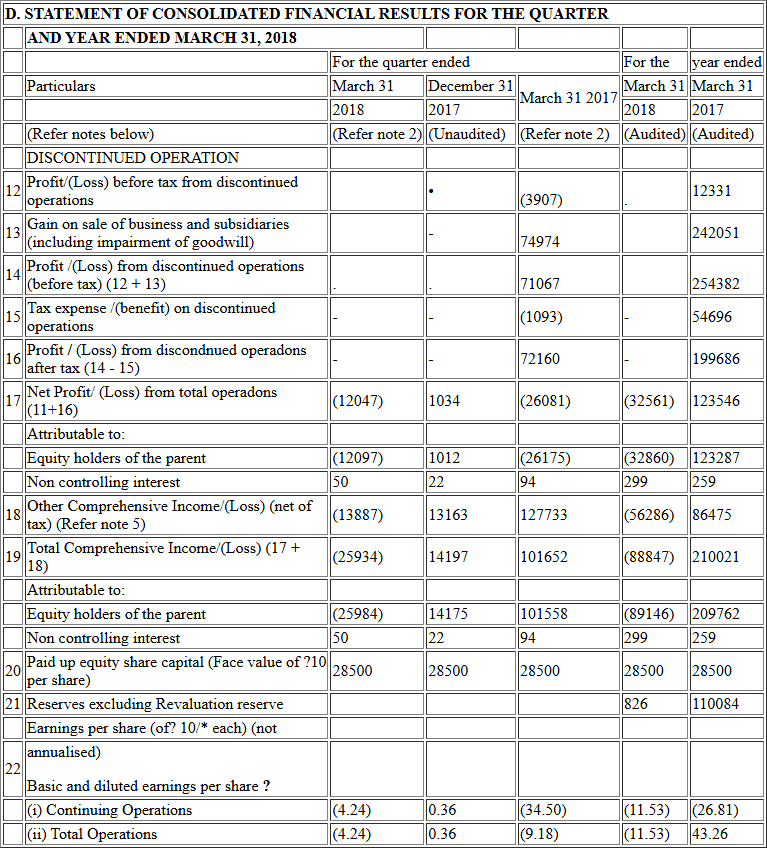 D. STATEMENT OF CONSOLIDATED FINANCIAL RESULTS FOR THE QUARTER
AND YEAR ENDED MARCH 31, 2018
For the quarter ended For the year ended
Particulars March 31 December 31 March 31 2017 March 31 March 31
2018 2017 2018 2017
(Refer notes below) (Refer note 2) (Unaudited) (Refer note 2) (Audited) (Audited)
DISCONTINUED OPERATION
12 Profit/(Loss) before tax from discontinued
operations • (3907) . 12331
13 Gain on sale of business and subsidiaries
(including impairment of goodwill) - 74974 242051
14 Profit /(Loss) from discontinued operations
(before tax) (12 + 13) . . 71067 254382
15 Tax expense /(benefit) on discontinued
operations - - (1093) - 54696
16 Profit / (Loss) from discondnued operadons
after tax (14 - 15) - - 72160 - 199686
17 Net Profit/ (Loss) from total operadons
(11+16) (12047) 1034 (26081) (32561) 123546
Attributable to:
Equity holders of the parent (12097) 1012 (26175) (32860) 123287
Non controlling interest 50 22 94 299 259
18 Other Comprehensive Income/(Loss) (net of
tax) (Refer note 5) (13887) 13163 127733 (56286) 86475
19 Total Comprehensive Income/(Loss) (17 +
18) (25934) 14197 101652 (88847) 210021
Attributable to:
Equity holders of the parent (25984) 14175 101558 (89146) 209762
Non controlling interest 50 22 94 299 259
20 Paid up equity share capital (Face value of ?10
per share) 28500 28500 28500 28500 28500
21 Reserves excluding Revaluation reserve 826 110084
Earnings per share (of? 10/* each) (not
22 annualised)
Basic and diluted earnings per share ?
(i) Continuing Operations (4.24) 0.36 (34.50) (11.53) (26.81)
(ii) Total Operations (4.24) 0.36 (9.18) (11.53) 43.26